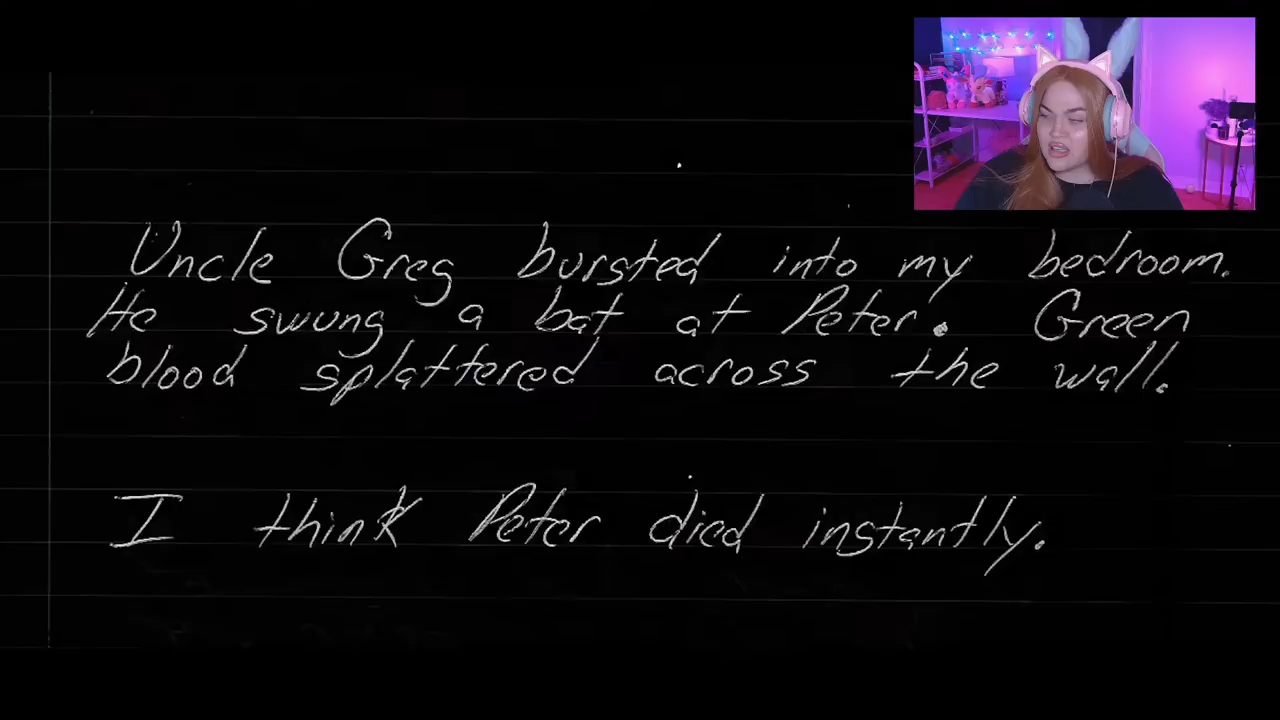 Uncle Greg bursted into my bedroom.
He swung a bat at Peter. Green
blood splattered across the wall.
I think Peter died instantly.